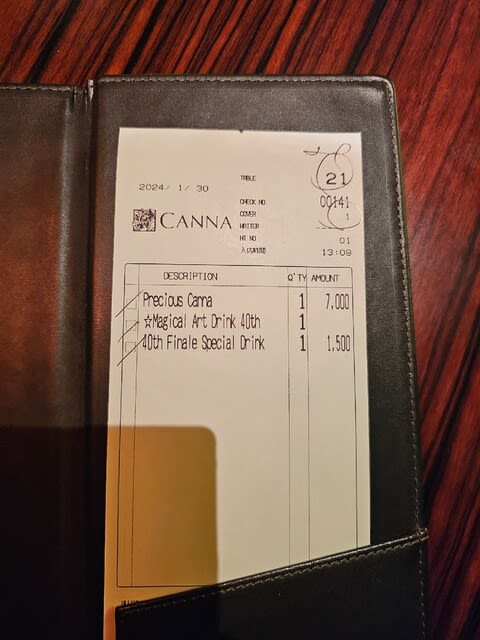 TABLE
21
2024/ 1/ 30
CHECK NO 00141
COVER 1
CANNA
WRITER
HT NO 01
入店時間 13:09
DESCRIPTION Q'TY AMOUNT
Precious Canna 1 7,000
☆Magical Art Drink 40th 1
40th Finale Special Drink 1 1,500